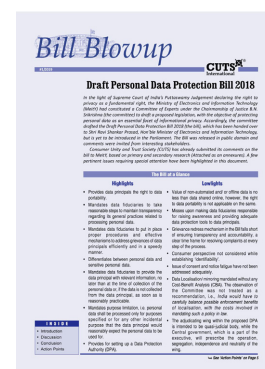 Bill Blowup
CUTS®
International
Draft Personal Data Protection Bill 2018
In the light of Supreme Court of India's Puttaswamy Judgement declaring the right to
privacy as a fundamental right, the Ministry of Electronics and Information Technology
(MeitY) had constituted a Committee of Experts under the Chairmanship of Justice B.N.
Srikrishna (the committee) to draft a proposed legislation, with the objective of protecting
personal data as an essential facet of informational privacy. Accordingly, the committee
drafted the Draft Personal Data Protection Bill 2018 (the bill), which has been handed over
to Shri Ravi Shankar Prasad, Hon'ble Minister of Electronics and Information Technology,
but is yet to be introduced in the Parliament. The Bill was released in public domain and
comments were invited from interesting stakeholders.
Consumer Unity and Trust Society (CUTS) has already submitted its comments on the
bill to MeitY, based on primary and secondary research (Attached as an annexure). A few
pertinent issues requiring special attention have been highlighted in this document.
The Bill at a Glance
Highlights
• Provides data principals the right to data
portability.
• Mandates data fiduciaries to take
reasonable steps to maintain transparency
regarding its general practices related to
processing personal data.
• Mandates data fiduciaries to put in place
proper procedures and effective
mechanisms to address grievances of data
principals efficiently and in a speedy
manner.
• Differentiates between personal data and
sensitive personal data.
• Mandates data fiduciaries to provide the
data principal with relevant information, no
later that at the time of collection of the
personal data or, if the data is not collected
from the data principal, as soon as is
reasonably practicable.
• Mandates purpose limitation, i.e. personal
data shall be processed only for purposes
specified or for any other incidental
purpose that the data principal would
reasonably expect the personal data to be
used for.
• Provides for setting up a Data Protection
Authority (DPA).
Lowlights
• Value of non-automated and/ or offline data is no
less than data shared online, however, the right
to data portability is not applicable on the same.
• Misses upon making data fiduciaries responsible
for raising awareness and providing adequate
data protection tools to data principals.
• Grievance redress mechanism in the Bill falls short
of ensuring transparency and accountability, a
clear time frame for resolving complaints at every
step of the process.
• Consumer perspective not considered while
establishing 'identifiability'.
• Issue of consent and notice fatigue have not been
addressed adequately.
• Data Localisation/ mirroring mandated without any
Cost-Benefit Analysis (CBA). The observation of
the Committee was not treated as a
recommendation, i.e., India would have to
carefully balance possible enforcement benefits
of localisation, with the costs involved in
mandating such a policy in law.
• The adjudicating wing within the proposed DPA
is intended to be quasi-judicial body, while the
Central government, which is a part of the
executive, will prescribe the operation,
segregation, independence and neutrality of the
wing.
INSIDE
• Introduction
• Discussion
• Conclusion
• Action Points